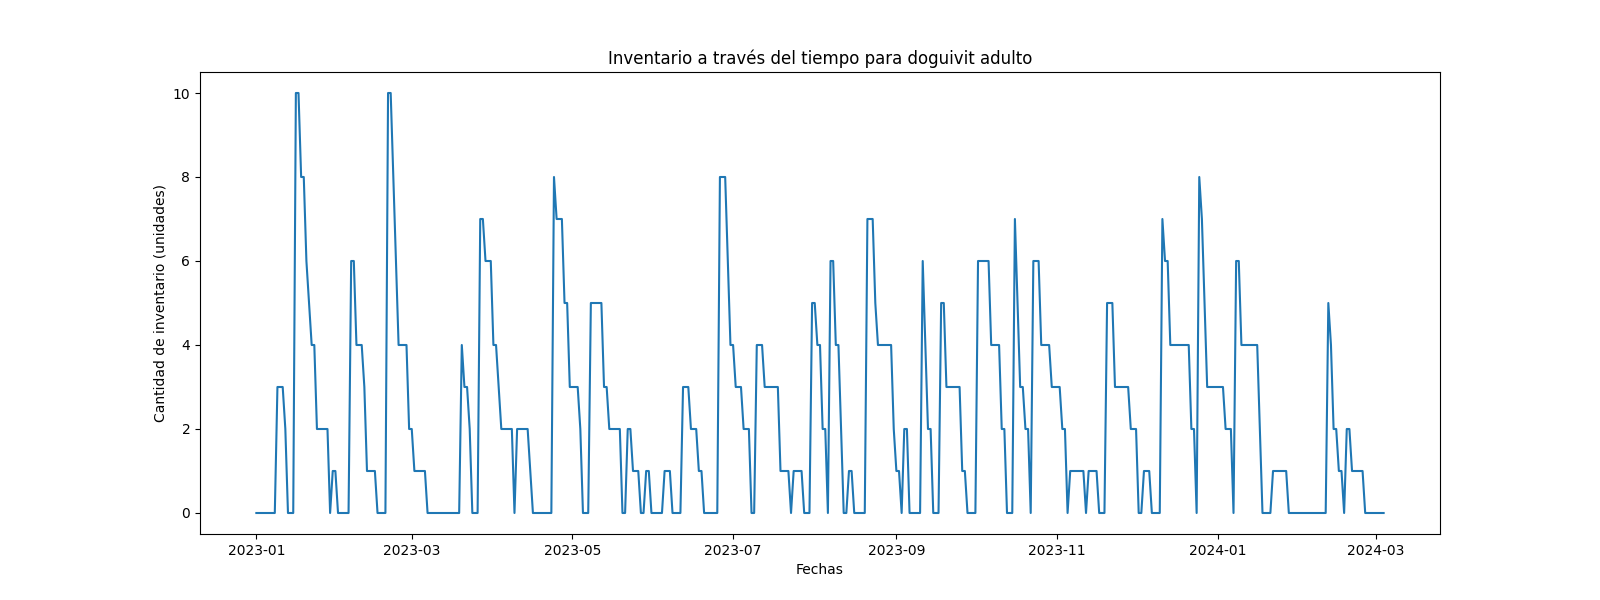 Inventario a través del tiempo para doguivit adulto
Cantidad de inventario (unidades)
10
8
6
4
2
0
2023-01 2023-03 2023-05 2023-07 2023-09 2023-11 2024-01 2024-03
Fechas